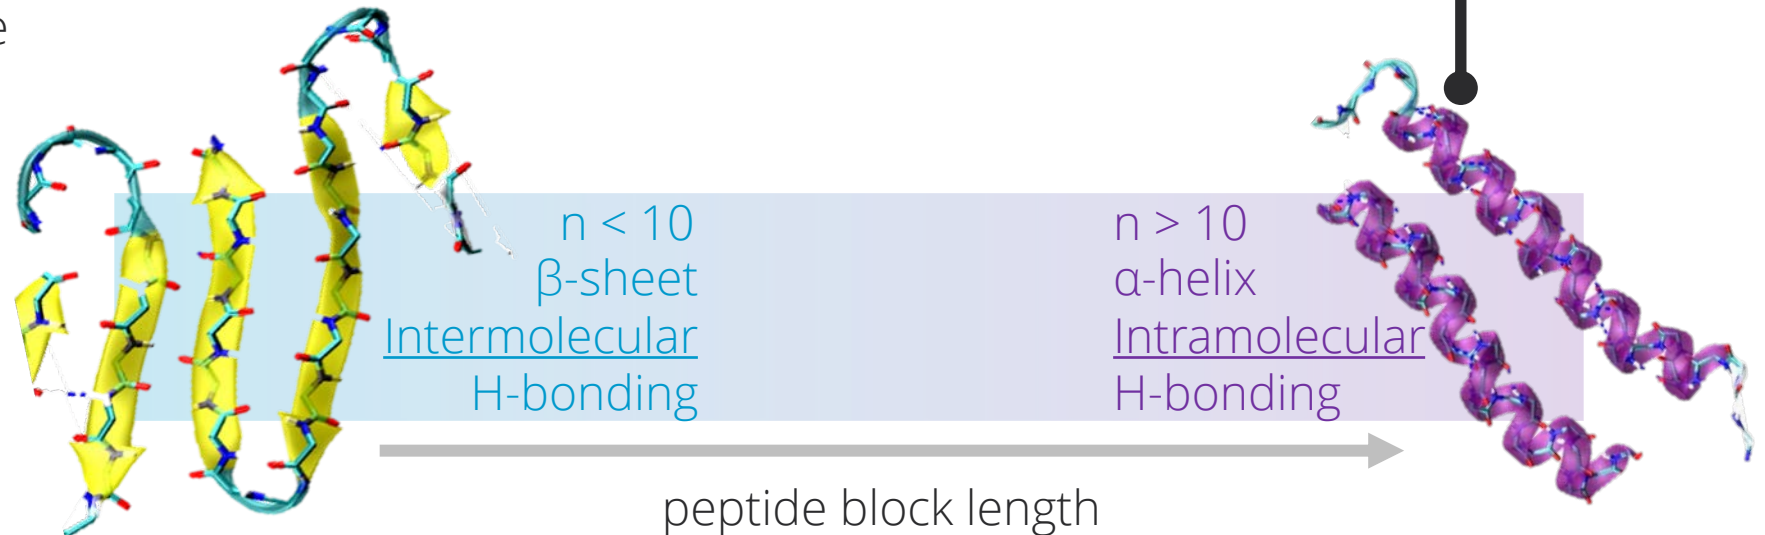 e
n < 10
β-sheet
Intermolecular
H-bonding
n > 10
α-helix
Intramolecular
H-bonding
peptide block length